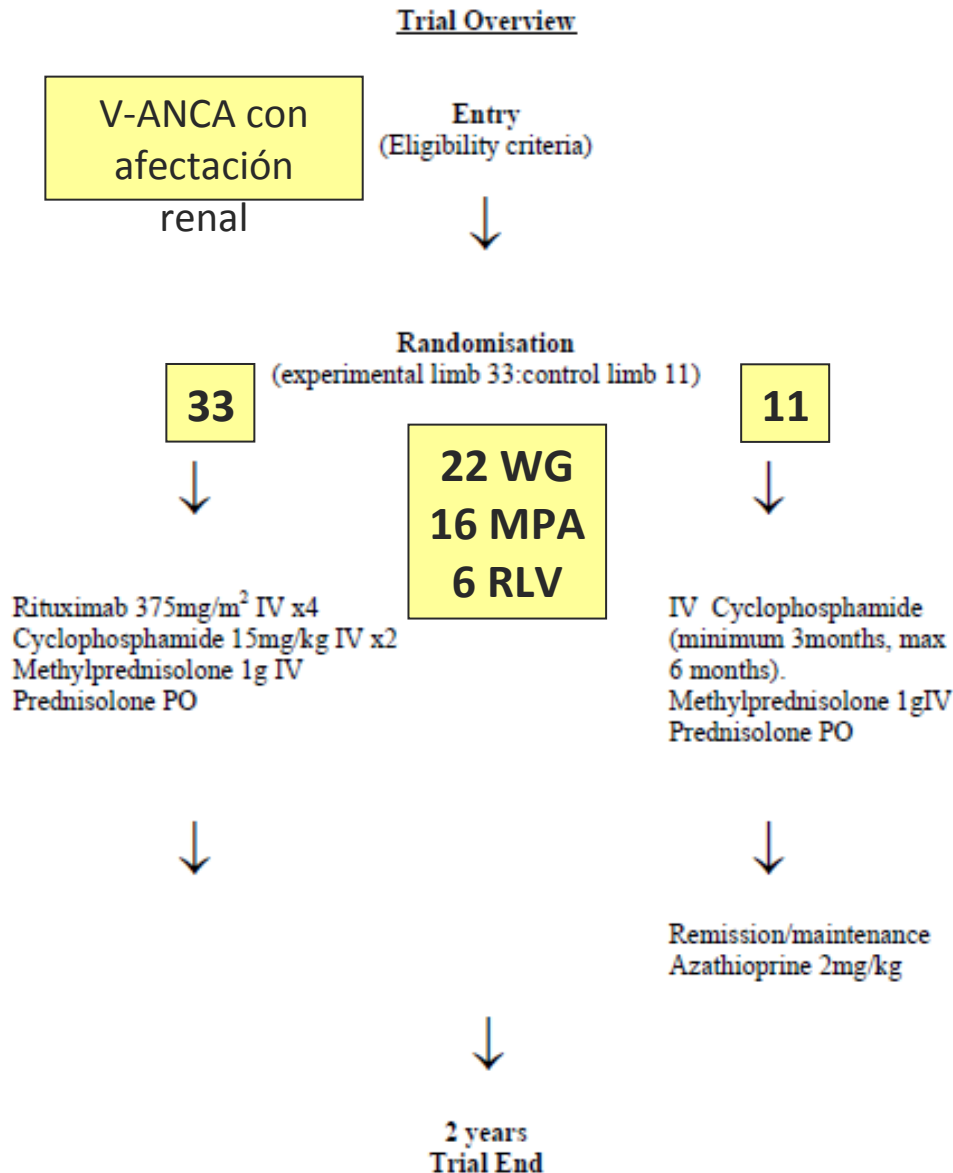 Trial Overview
V-ANCA con
afectación
renal
Entry
(Eligibility criteria)
Randomisation
(experimental limb 33:control limb 11)
33
11
22 WG
16 MPA
6 RLV
Rituximab 375mg/m² IV x4
Cyclophosphamide 15mg/kg IV x2
Methylprednisolone 1g IV
Prednisolone PO
IV Cyclophosphamide
(minimum 3months, max
6 months).
Methylprednisolone 1gIV
Prednisolone PO
Remission/maintenance
Azathioprine 2mg/kg
2 years
Trial End